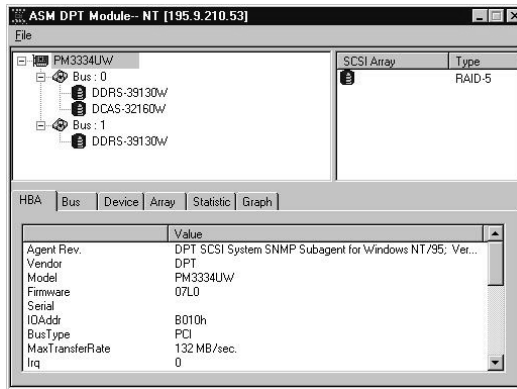 ASM DPT Module-- NT [195.9.210.53]
File
PM3334UW
Bus : 0
DDRS-39130W
DCAS-32160W
Bus : 1
DDRS-39130W
SCSI Array Type
RAID-5
HBA Bus Device Array Statistic Graph
Value
Agent Rev. DPT SCSI System SNMP Subagent for Windows NT/95; Ver...
Vendor DPT
Model PM3334UW
Firmware 07L0
Serial
IOAddr B010h
BusType PCI
MaxTransferRate 132 MB/sec.
Irq 0